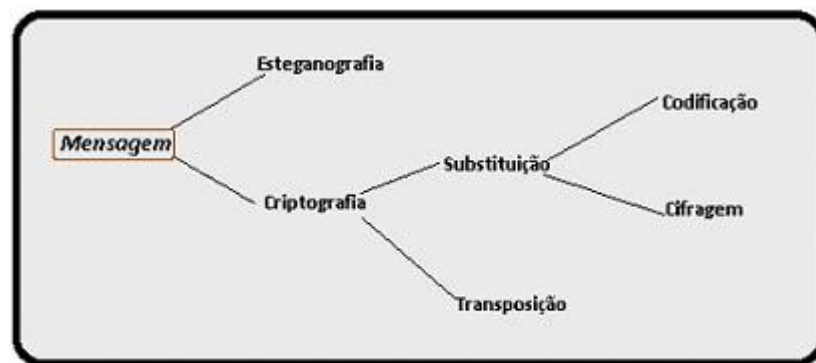 Esteganografia
Codificação
Mensagem
Substituição
Criptografia
Cifragem
Transposição